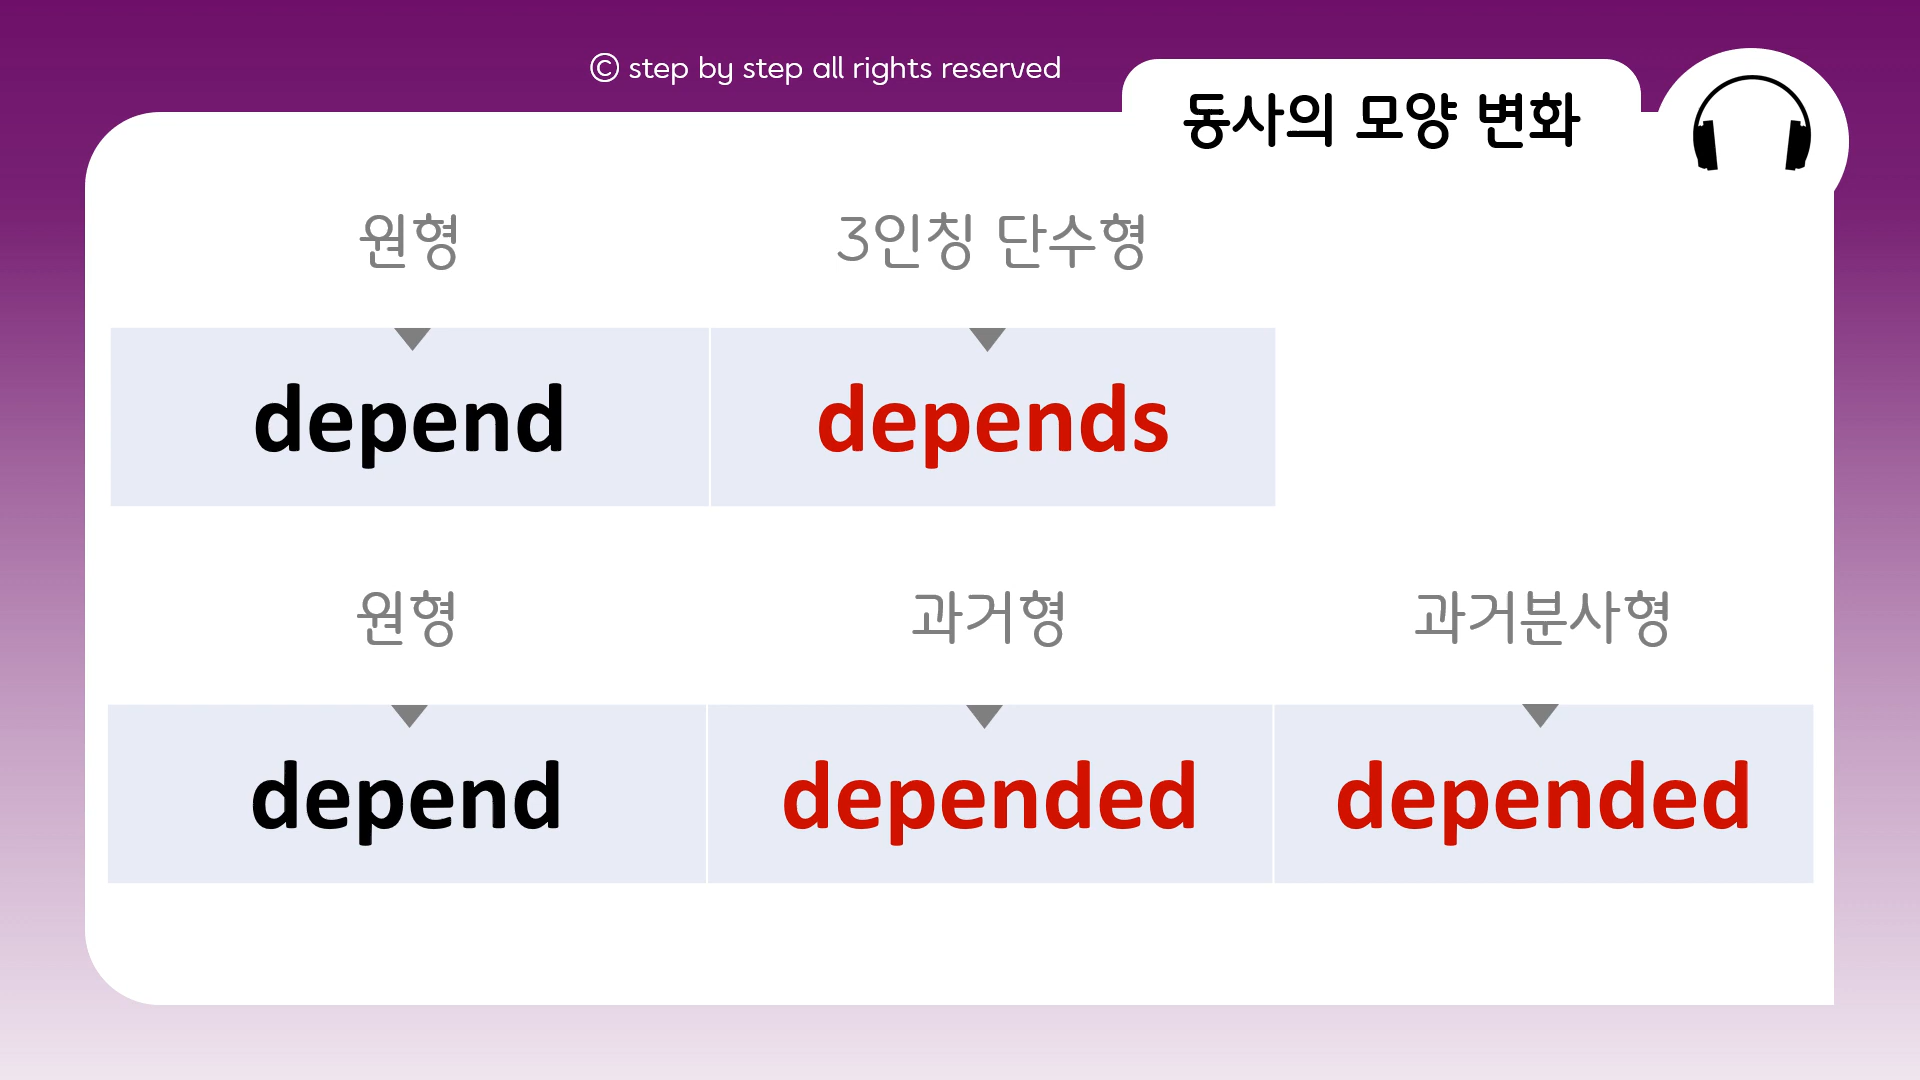 © step by step all rights reserved
동사의 모양 변화
원형 3인칭 단수형
depend depends
원형 과거형 과거분사형
depend depended depended